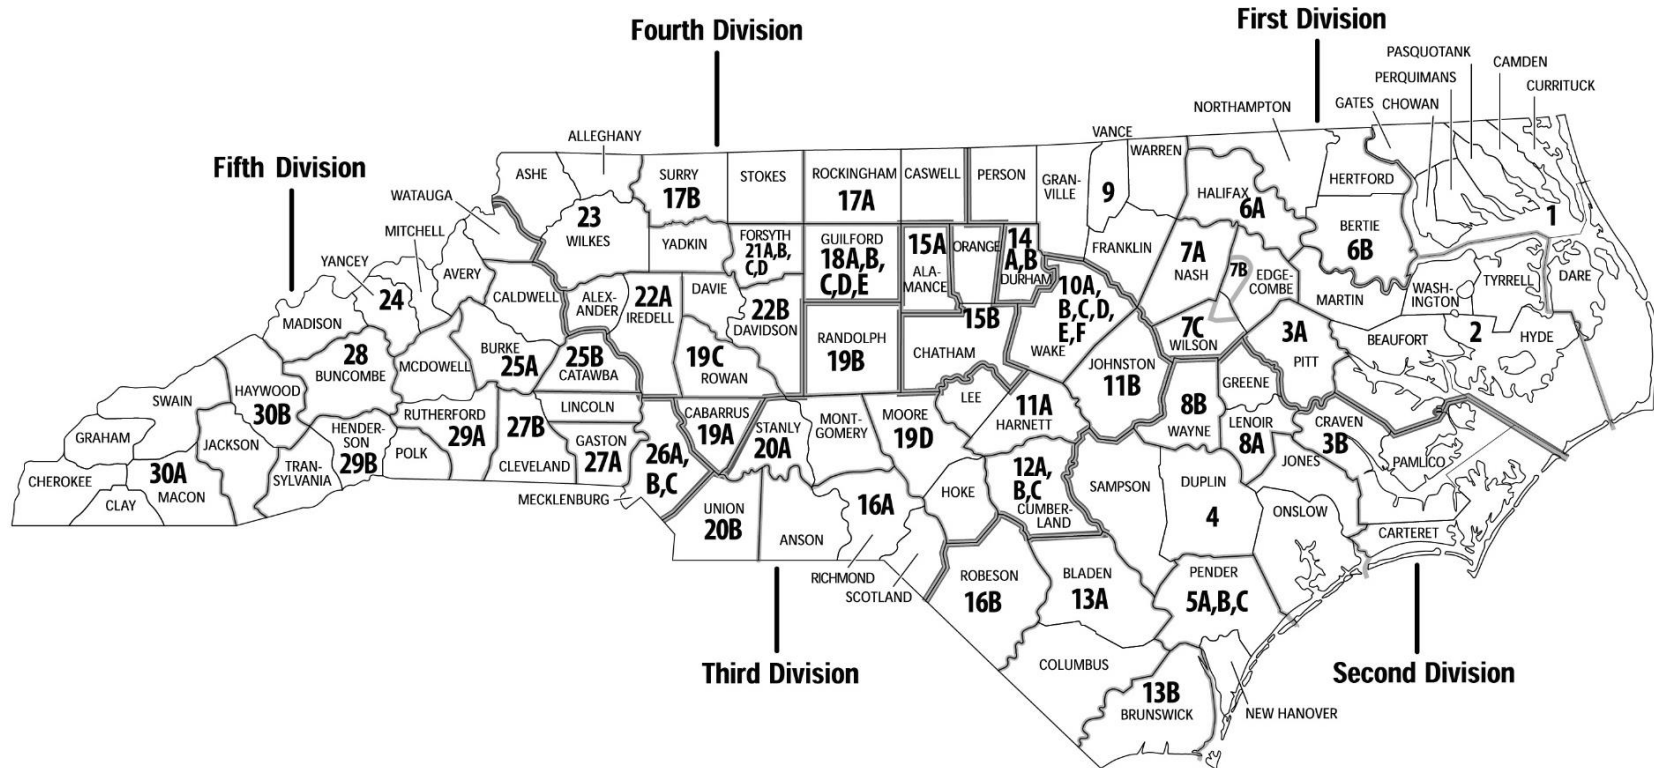 First Division
Fourth Division
PASQUOTANK
CAMDEN
PERQUIMANS
CURRITUCK
NORTHAMPTON
GATES
CHOWAN
ALLEGHANY
VANCE
Fifth Division
WARREN
ASHE
SURRY
17B
STOKES
ROCKINGHAM
17A
CASWELL
PERSON
GRAN-
VILLE
9
HALIFAX
6A
HERTFORD
WATAUGA
23
WILKES
BERTIE
6B
1
MITCHELL
YADKIN
FORSYTH
21A,B,
C,D
GUILFORD
18A,B,
C,D,E
15A
ALA-
MANCE
ORANGE
14
A,B
DURHAM
FRANKLIN
7A
NASH
7B
EDGE-
COMBE
YANCEY
24
AVERY
CALDWELL
ALEX-
ANDER
22A
IREDELL
DAVIE
22B
DAVIDSON
10A,
B,C,D,
E,F
WAKE
MARTIN
WASH-
INGTON
TYRRELL
DARE
MADISON
15B
CHATHAM
7C
WILSON
3A
PITT
BEAUFORT
2
HYDE
28
BUNCOMBE
MCDOWELL
BURKE
25A
25B
CATAWBA
19C
ROWAN
RANDOLPH
19B
JOHNSTON
11B
GREENE
SWAIN
HAYWOOD
30B
LINCOLN
CABARRUS
19A
STANLY
20A
MONT-
GOMERY
MOORE
19D
LEE
11A
HARNETT
8B
WAYNE
LENOIR
8A
CRAVEN
3B
GRAHAM
JACKSON
HENDER-
SON
29B
RUTHERFORD
29A
POLK
27B
CLEVELAND
GASTON
27A
26A,
B,C
JONES
PAMLICO
CHEROKEE
30A
MACON
CLAY
TRAN-
SYLVANIA
MECKLENBURG
UNION
20B
ANSON
16A
HOKE
12A,
B,C
CUMBER-
LAND
SAMPSON
DUPLIN
4
ONSLOW
CARTERET
RICHMOND
SCOTLAND
ROBESON
16B
BLADEN
13A
PENDER
5A,B,C
Third Division
COLUMBUS
Second Division
13B
BRUNSWICK
NEW HANOVER